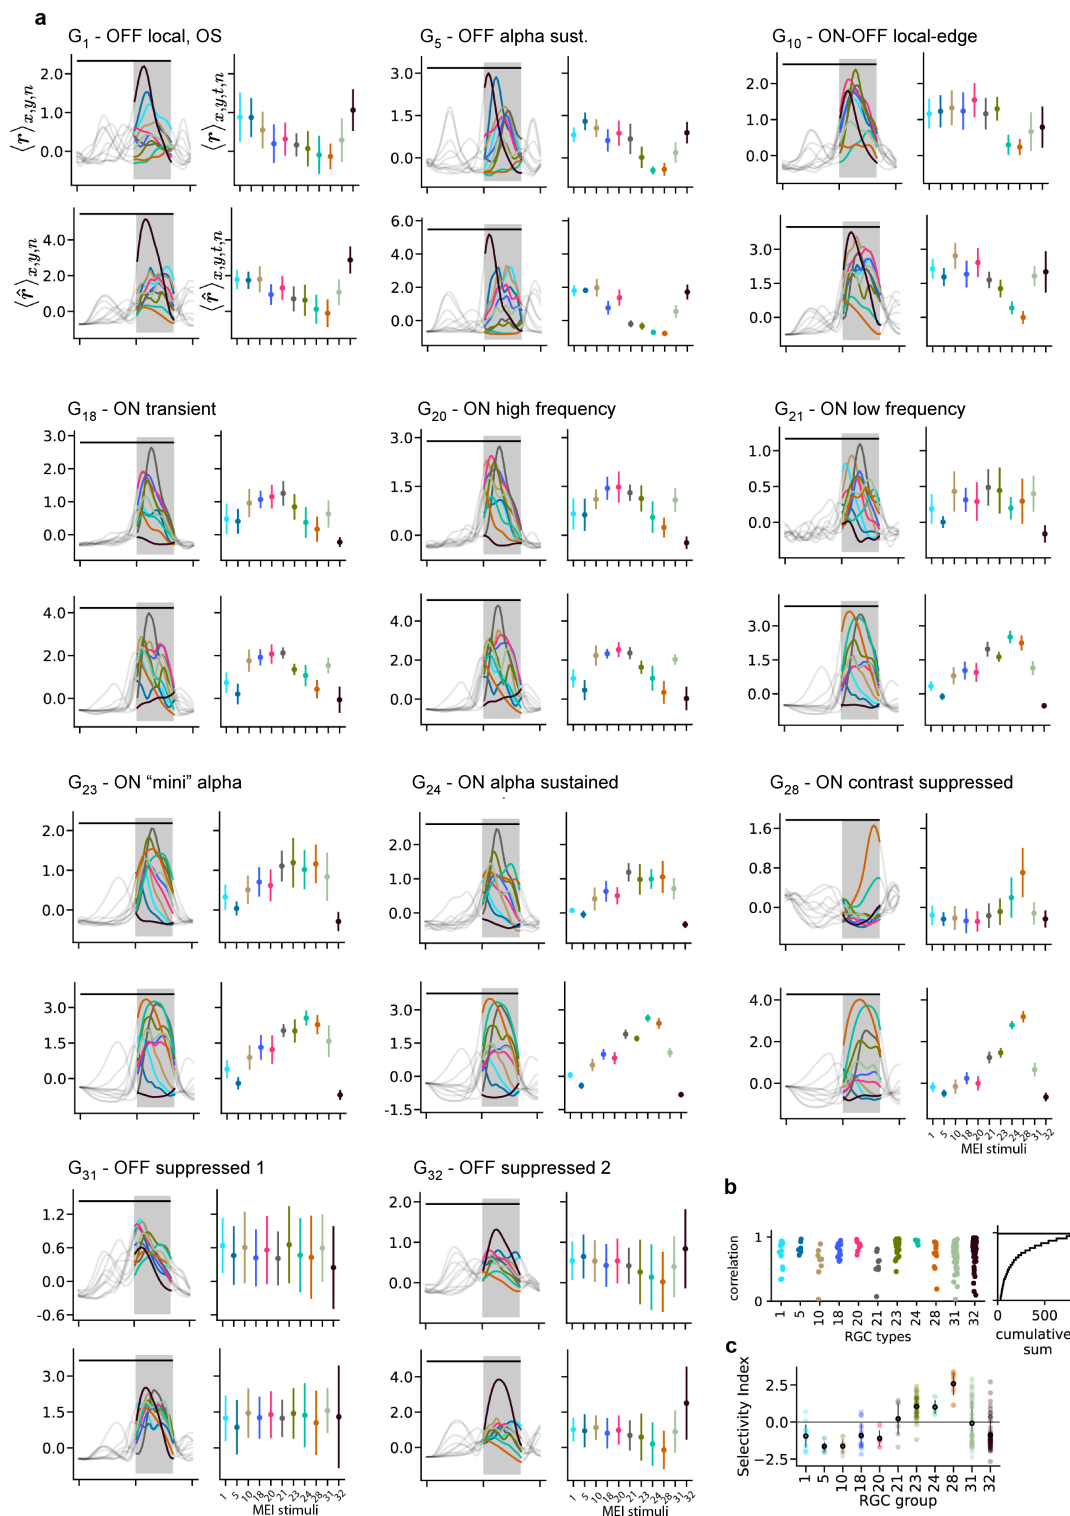 a
G1 - OFF local, OS
G5 - OFF alpha sust.
G10 - ON-OFF local-edge
⟨r⟩x,y,n
2.0
1.0
0.0
⟨r⟩x,y,t,n
3.0
1.5
0.0
2.0
1.0
0.0
⟨r̂⟩x,y,n
4.0
2.0
0.0
⟨r̂⟩x,y,t,n
6.0
4.0
2.0
0.0
3.0
1.5
0.0
G18 - ON transient
G20 - ON high frequency
G21 - ON low frequency
3.0
2.0
1.0
0.0
3.0
1.5
0.0
1.0
0.5
0.0
4.0
2.0
0.0
4.0
2.0
0.0
3.0
1.5
0.0
G23 - ON “mini” alpha
G24 - ON alpha sustained
G28 - ON contrast suppressed
2.0
1.0
0.0
2.0
1.0
0.0
1.6
0.8
0.0
3.0
1.5
0.0
3.0
1.5
0.0
-1.5
4.0
2.0
0.0
1 5 10 18 20 21 23 24 28 31 32
MEI stimuli
G31 - OFF suppressed 1
G32 - OFF suppressed 2
1.2
0.6
0.0
-0.6
2.0
1.0
0.0
3.0
1.5
0.0
4.0
2.0
0.0
1 5 10 18 20 21 23 24 28 31 32
MEI stimuli
1 5 10 18 20 21 23 24 28 31 32
MEI stimuli
b
correlation
1
0
1 5 10 18 20 21 23 24 28 31 32
RGC types
0 500
cumulative
sum
c
Selectivity Index
2.5
0.0
−2.5
1 5 10 18 20 21 23 24 28 31 32
RGC group